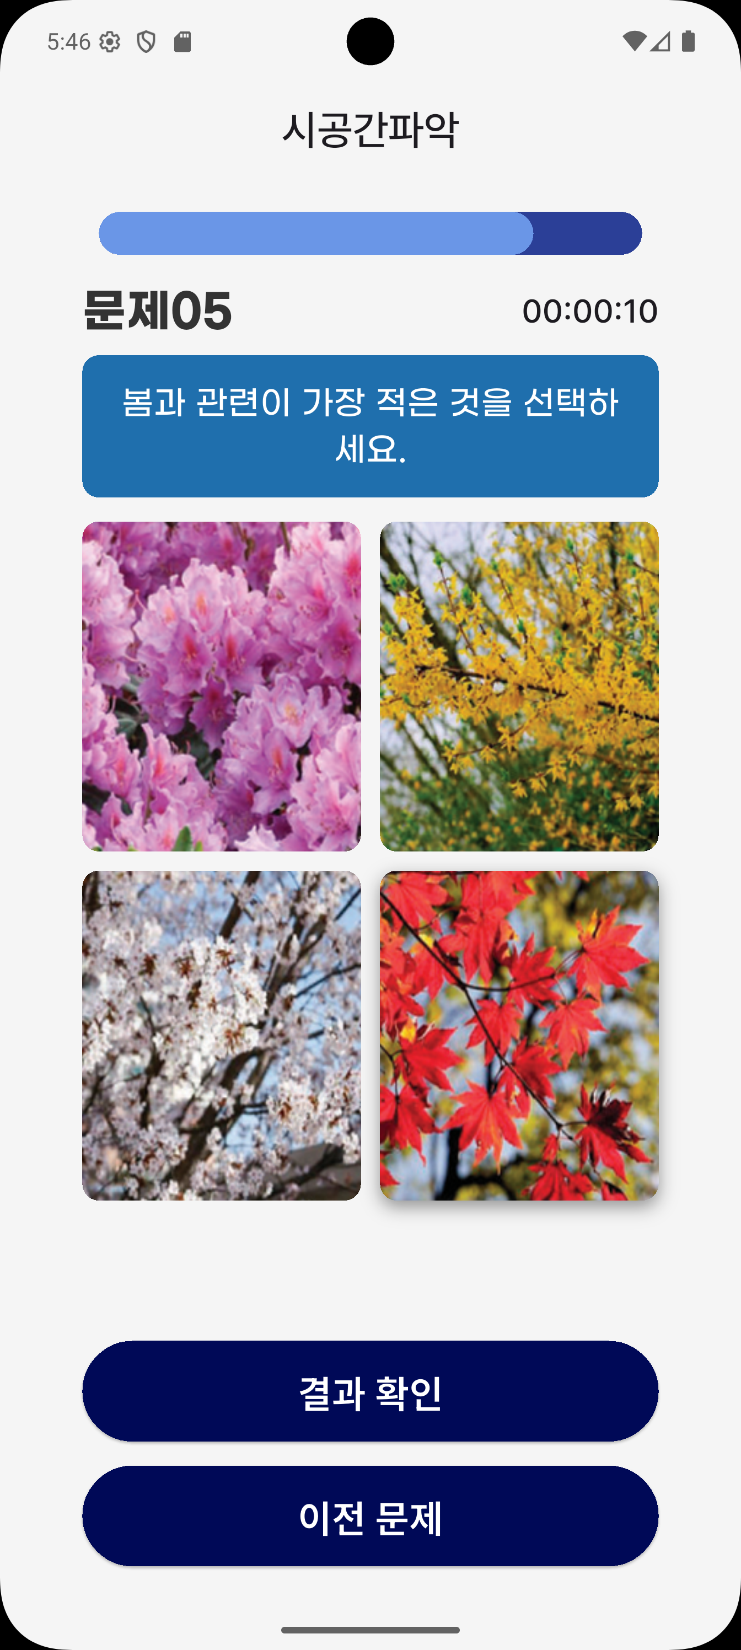 5:46
시공간파악
문제05
00:00:10
봄과 관련이 가장 적은 것을 선택하
세요.
결과 확인
이전 문제